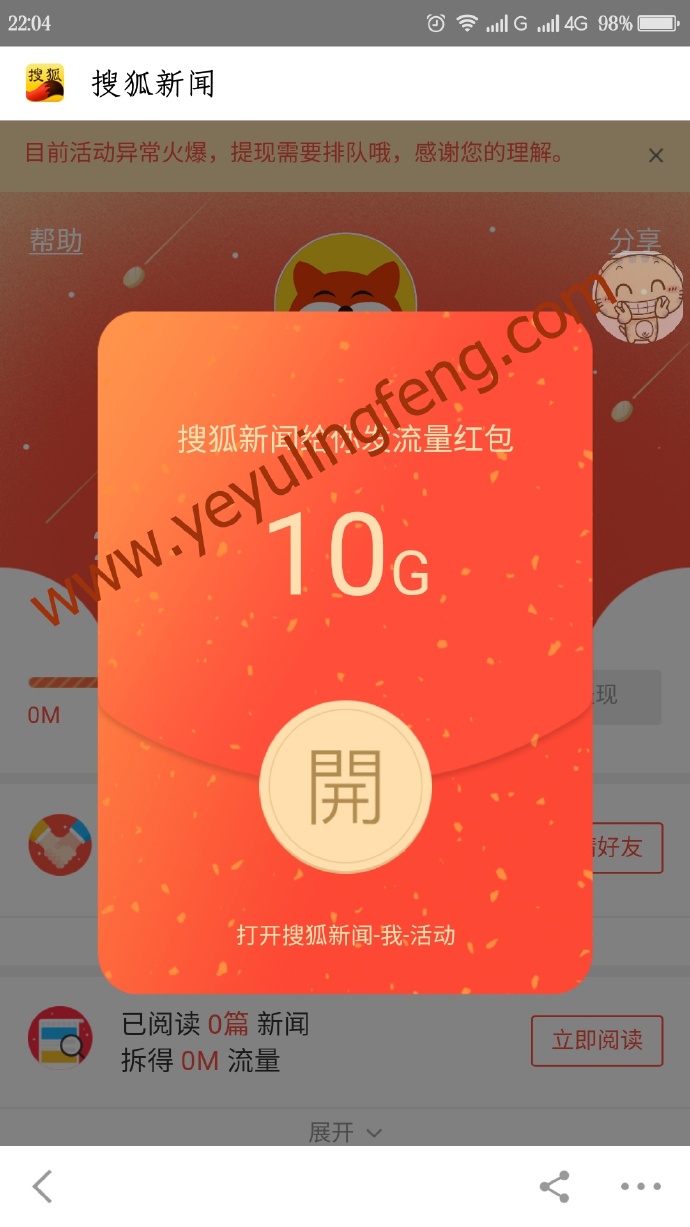 22:04
G
4G
98%
搜狐
搜狐新闻
目前活动异常火爆，提现需要排队哦，感谢您的理解。
帮助
分享
www.yeyulingfeng.com
搜狐新闻给你发流量红包
10G
0M
现
開
好友
打开搜狐新闻-我-活动
已阅读 0篇 新闻
拆得 0M 流量
立即阅读
展开